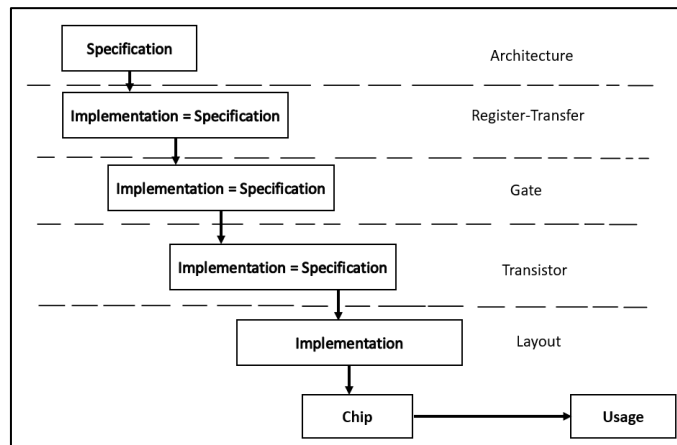 Specification
Architecture
Implementation = Specification
Register-Transfer
Implementation = Specification
Gate
Implementation = Specification
Transistor
Implementation
Layout
Chip
Usage